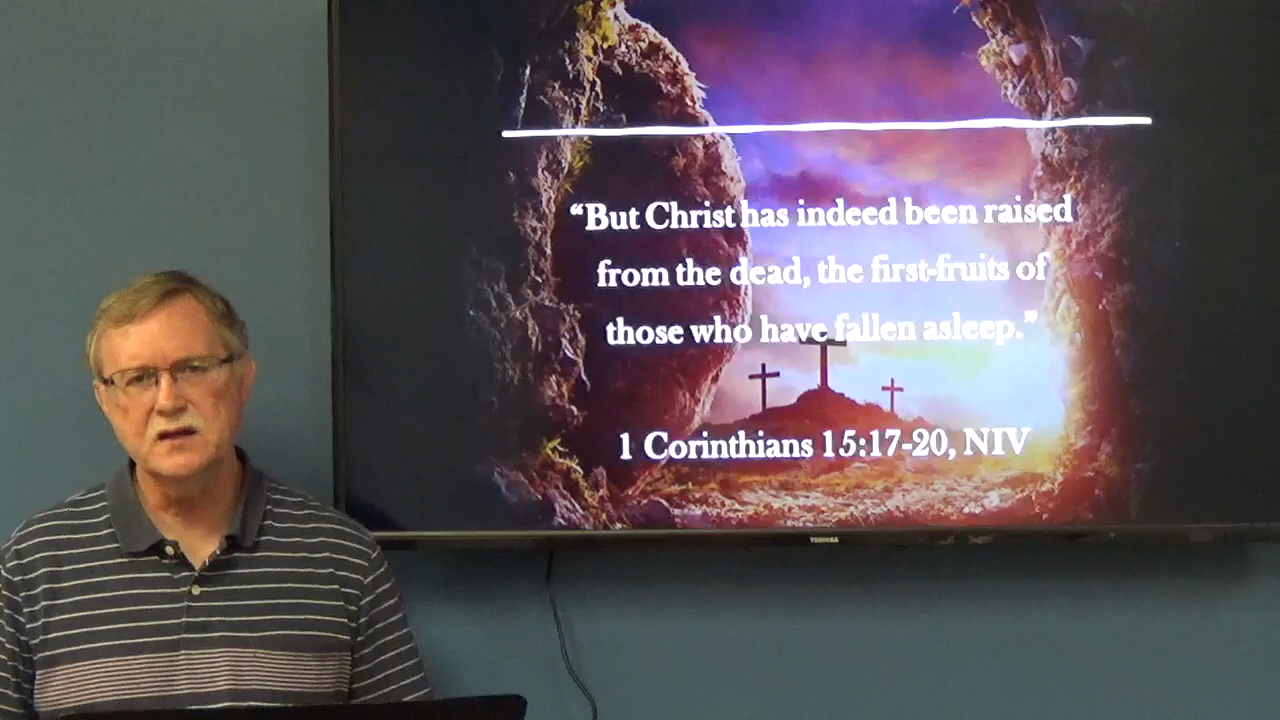 “But Christ has indeed been raised
from the dead, the first-fruits of
those who have fallen asleep.”
1 Corinthians 15:17-20, NIV
TOSHIBA